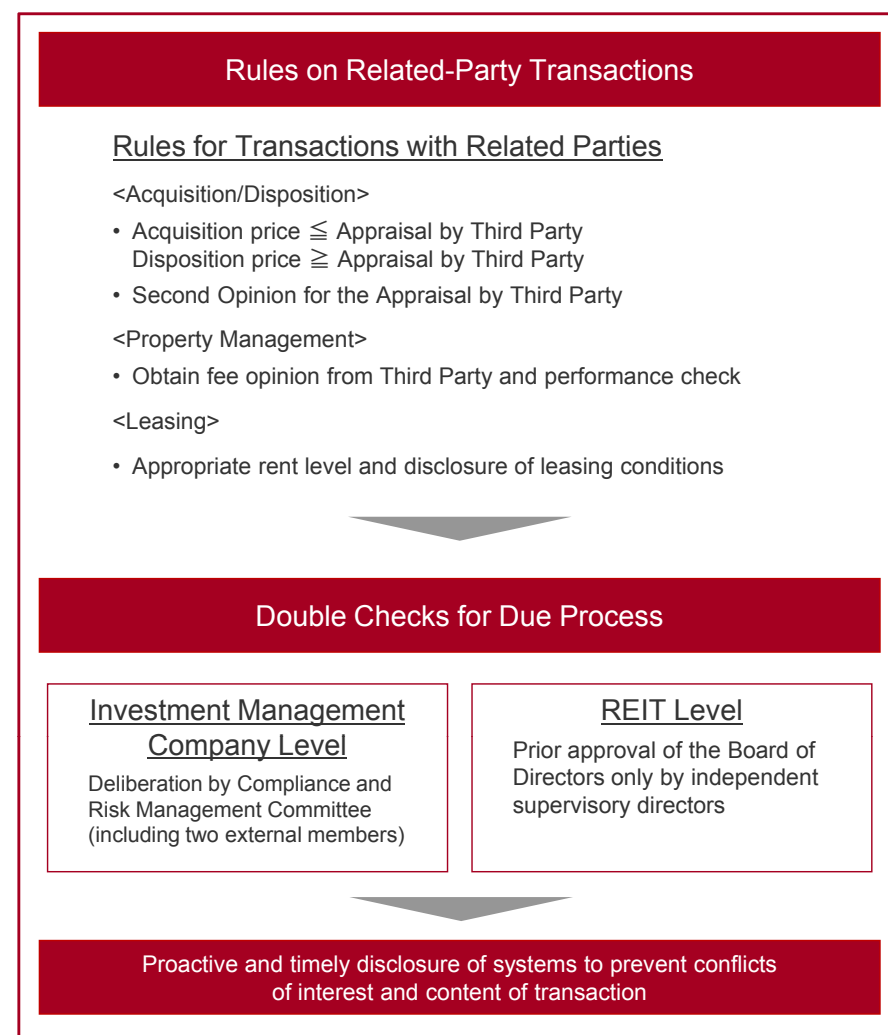 Rules on Related-Party Transactions
Rules for Transactions with Related Parties
<Acquisition/Disposition>
• Acquisition price ≦ Appraisal by Third Party
Disposition price ≧ Appraisal by Third Party
• Second Opinion for the Appraisal by Third Party
<Property Management>
• Obtain fee opinion from Third Party and performance check
<Leasing>
• Appropriate rent level and disclosure of leasing conditions
Double Checks for Due Process
Investment Management
Company Level
Deliberation by Compliance and
Risk Management Committee
(including two external members)
REIT Level
Prior approval of the Board of
Directors only by independent
supervisory directors
Proactive and timely disclosure of systems to prevent conflicts
of interest and content of transaction